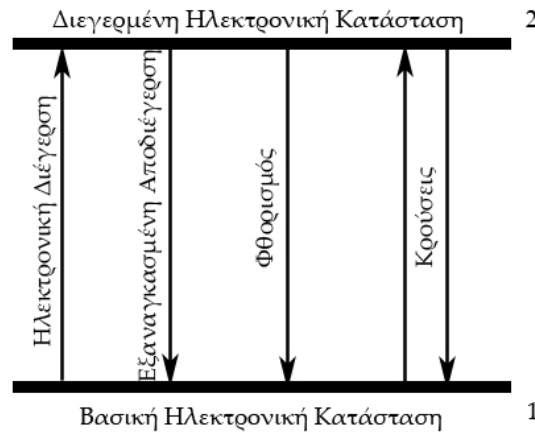 Διεγερμένη Ηλεκτρονική Κατάσταση 2
Ηλεκτρονική Διέγερση
Εξαναγκασμένη Αποδιέγερση
Φθορισμός
Κρούσεις
Βασική Ηλεκτρονική Κατάσταση 1